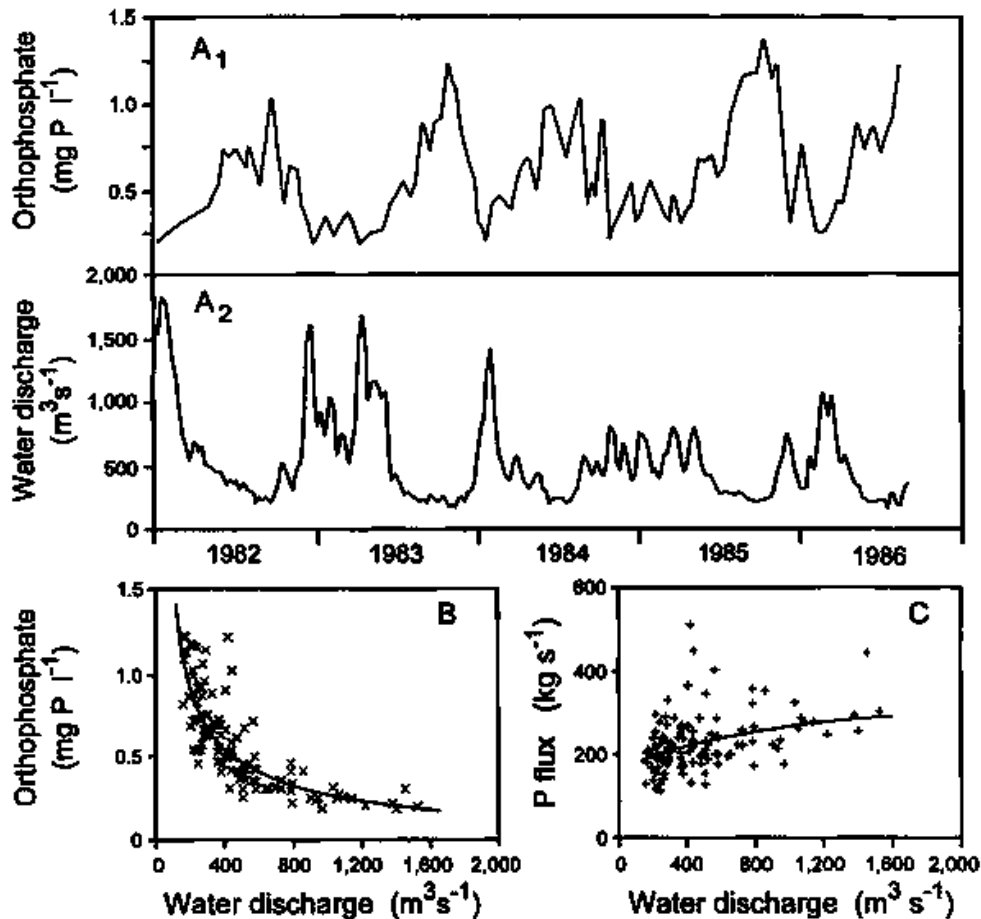 Orthophosphate
(mg P l⁻¹)
1.5
1.0
0.5
A₁
Water discharge
(m³s⁻¹)
2,000
1,500
1,000
500
0
A₂
1982
1983
1984
1985
1986
Orthophosphate
(mg P l⁻¹)
1.5
1.0
0.5
0
B
0
400
800
1,200
1,600
2,000
Water discharge (m³s⁻¹)
P flux (kg s⁻¹)
600
400
200
0
C
0
400
800
1,200
1,600
2,000
Water discharge (m³ s⁻¹)